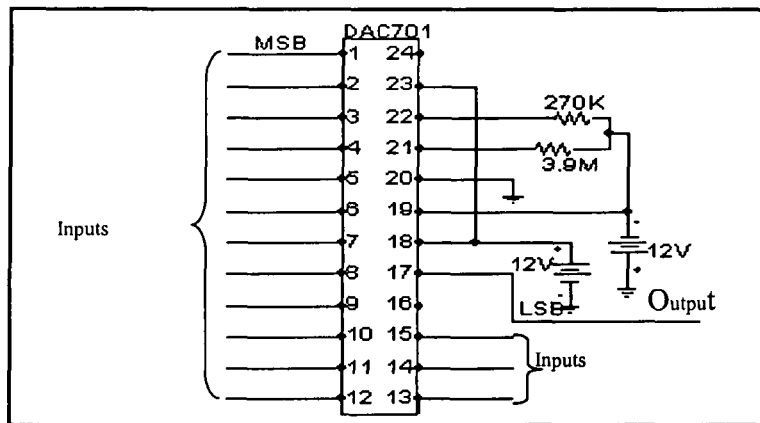 DAC701
MSB
1 24
2 23
3 22
4 21
5 20
6 19
7 18
8 17
9 16
10 15
11 14
12 13
270K
3.9M
-
12V
+
+
12V
-
LSB
Output
Inputs
Inputs